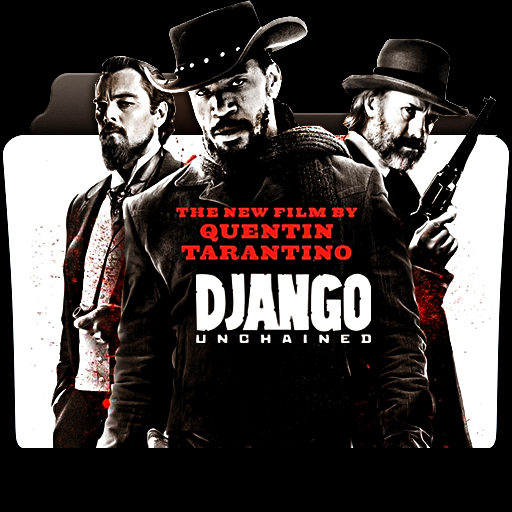 THE NEW FILM BY
QUENTIN
TARANTINO
DJANGO
UNCHAINED